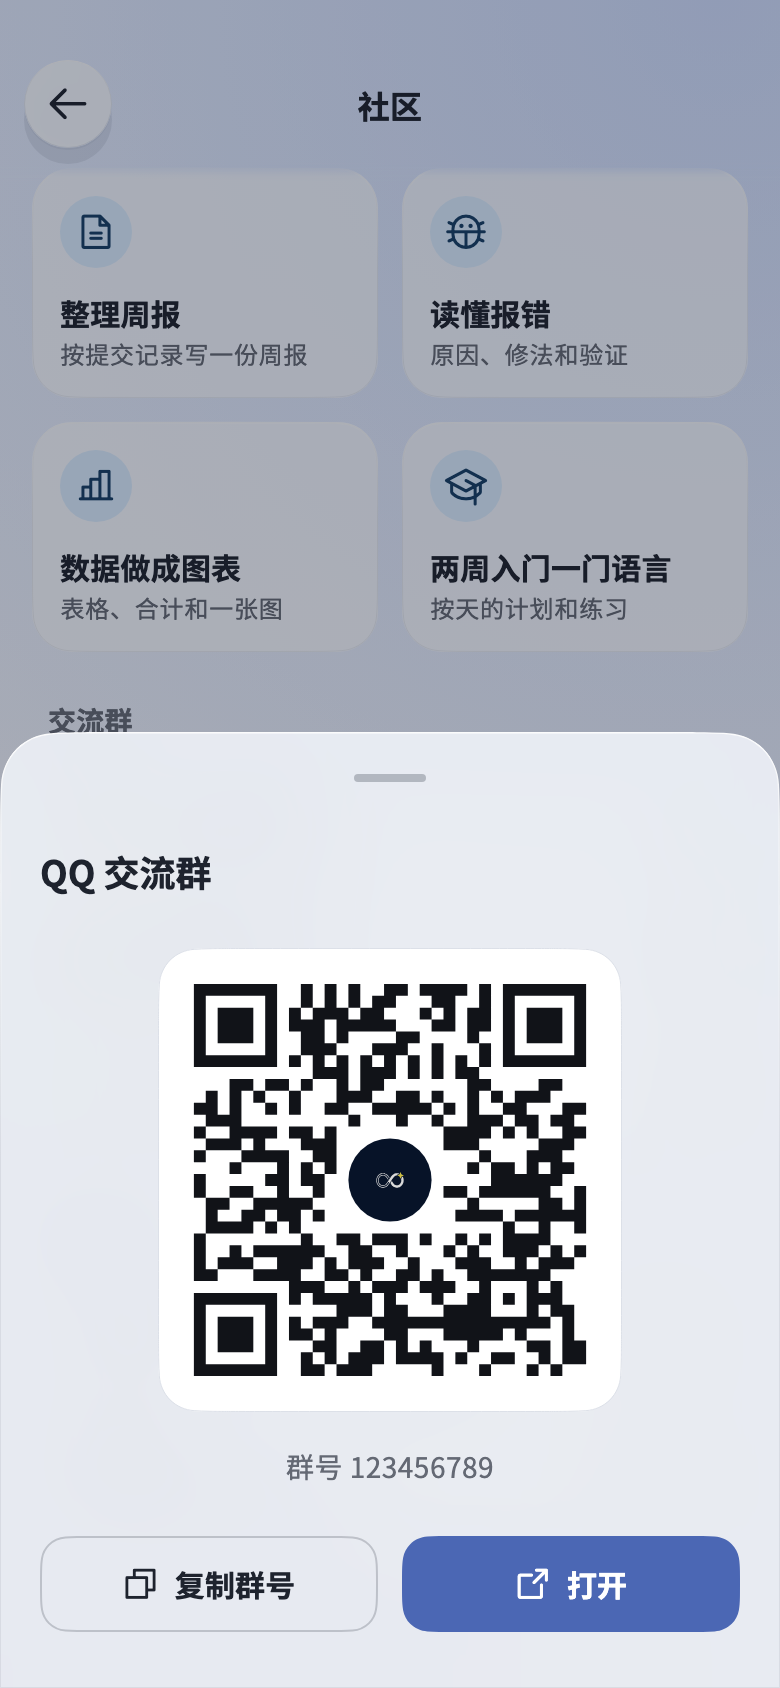 社区
整理周报
按提交记录写一份周报
读懂报错
原因、修法和验证
数据做成图表
表格、合计和一张图
两周入门一门语言
按天的计划和练习
交流群
QQ 交流群
群号 123456789
复制群号
打开